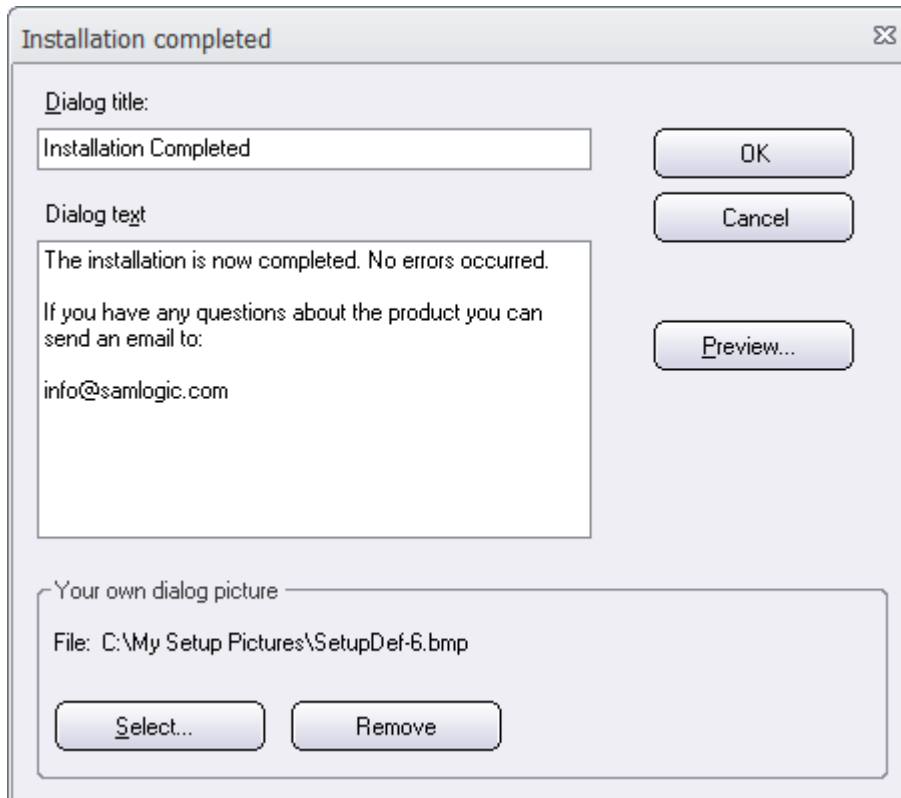 Installation completed
Dialog title:
Installation Completed
OK
Cancel
Dialog text
The installation is now completed. No errors occurred.
If you have any questions about the product you can
send an email to:
info@samlogic.com
Preview...
Your own dialog picture
File: C:\My Setup Pictures\SetupDef-6.bmp
Select...
Remove